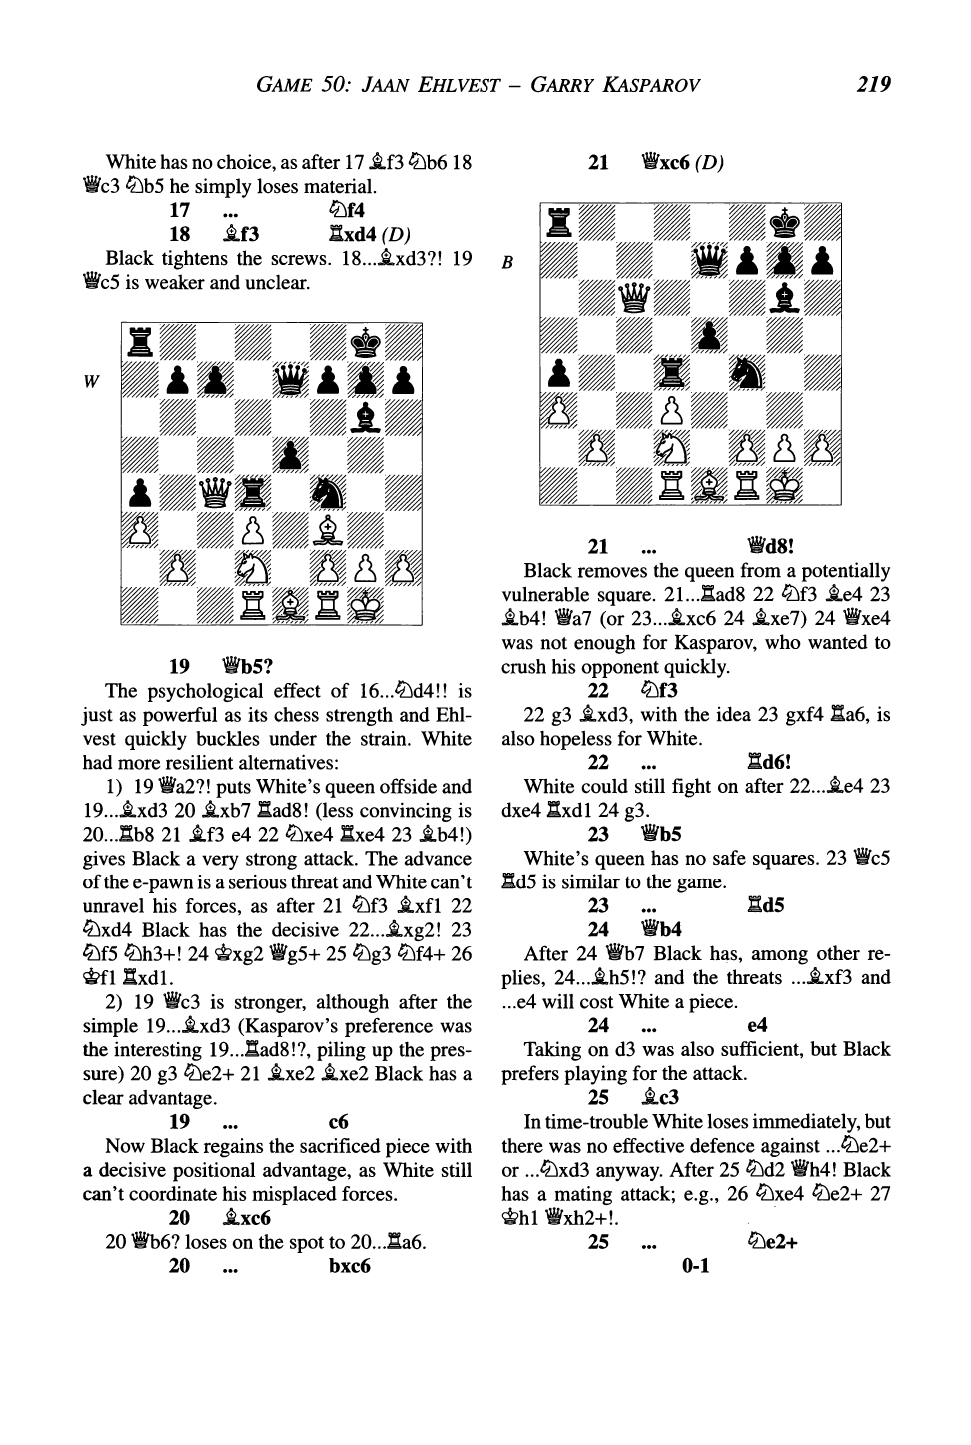 GAME 50: JAAN EHLVEST – GARRY KASPAROV 219
White has no choice, as after 17 ♗f3 ♘b6 18
♕c3 ♘b5 he simply loses material.
17 ... ♘f4
18 ♗f3 ♖xd4 (D)
Black tightens the screws. 18...♗xd3?! 19
♕c5 is weaker and unclear.
W
19 ♕b5?
The psychological effect of 16...♘d4!! is
just as powerful as its chess strength and Ehl-
vest quickly buckles under the strain. White
had more resilient alternatives:
1) 19 ♕a2?! puts White's queen offside and
19...♗xd3 20 ♗xb7 ♖ad8! (less convincing is
20...♖b8 21 ♗f3 e4 22 ♘xe4 ♖xe4 23 ♗b4!)
gives Black a very strong attack. The advance
of the e-pawn is a serious threat and White can't
unravel his forces, as after 21 ♘f3 ♗xf1 22
♘xd4 Black has the decisive 22...♗xg2! 23
♘f5 ♘h3+! 24 ♔xg2 ♕g5+ 25 ♘g3 ♘f4+ 26
♔f1 ♖xd1.
2) 19 ♕c3 is stronger, although after the
simple 19...♗xd3 (Kasparov's preference was
the interesting 19...♖ad8!?, piling up the pres-
sure) 20 g3 ♘e2+ 21 ♗xe2 ♗xe2 Black has a
clear advantage.
19 ... c6
Now Black regains the sacrificed piece with
a decisive positional advantage, as White still
can't coordinate his misplaced forces.
20 ♗xc6
20 ♕b6? loses on the spot to 20...♖a6.
20 ... bxc6
21 ♕xc6 (D)
B
21 ... ♕d8!
Black removes the queen from a potentially
vulnerable square. 21...♖ad8 22 ♘f3 ♗e4 23
♗b4! ♕a7 (or 23...♗xc6 24 ♗xe7) 24 ♕xe4
was not enough for Kasparov, who wanted to
crush his opponent quickly.
22 ♘f3
22 g3 ♗xd3, with the idea 23 gxf4 ♖a6, is
also hopeless for White.
22 ... ♖d6!
White could still fight on after 22...♗e4 23
dxe4 ♖xd1 24 g3.
23 ♕b5
White's queen has no safe squares. 23 ♕c5
♖d5 is similar to the game.
23 ... ♖d5
24 ♕b4
After 24 ♕b7 Black has, among other re-
plies, 24...♗h5!? and the threats ...♗xf3 and
...e4 will cost White a piece.
24 ... e4
Taking on d3 was also sufficient, but Black
prefers playing for the attack.
25 ♗c3
In time-trouble White loses immediately, but
there was no effective defence against ...♘e2+
or ...♘xd3 anyway. After 25 ♘d2 ♕h4! Black
has a mating attack; e.g., 26 ♘xe4 ♘e2+ 27
♔h1 ♕xh2+!.
25 ... ♘e2+
0-1